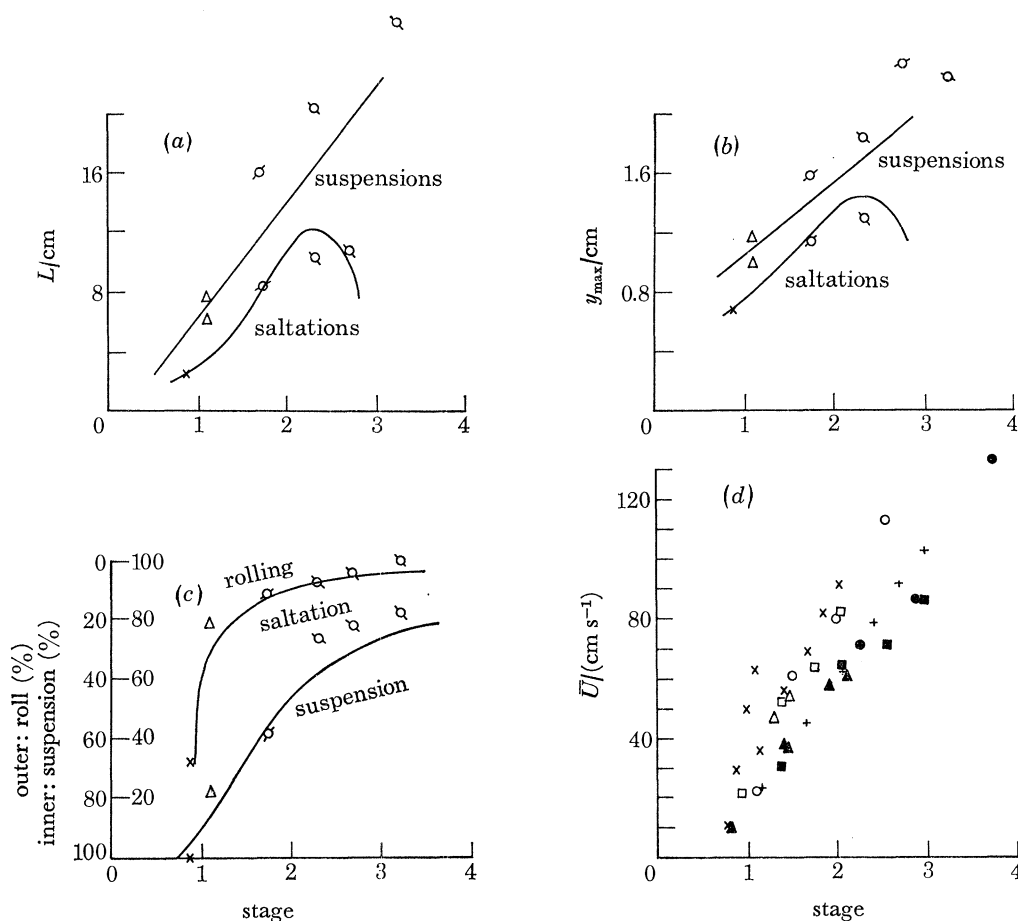 (a)
16
8
L/cm
suspensions
saltations
0
1
2
3
4
(b)
1.6
0.8
y_max/cm
suspensions
saltations
0
1
2
3
4
(c)
0
20
40
60
80
100
100
80
60
40
20
outer: roll (%)
inner: suspension (%)
rolling
saltation
suspension
1
2
3
4
stage
(d)
120
80
40
U̅/(cm s⁻¹)
0
1
2
3
4
stage